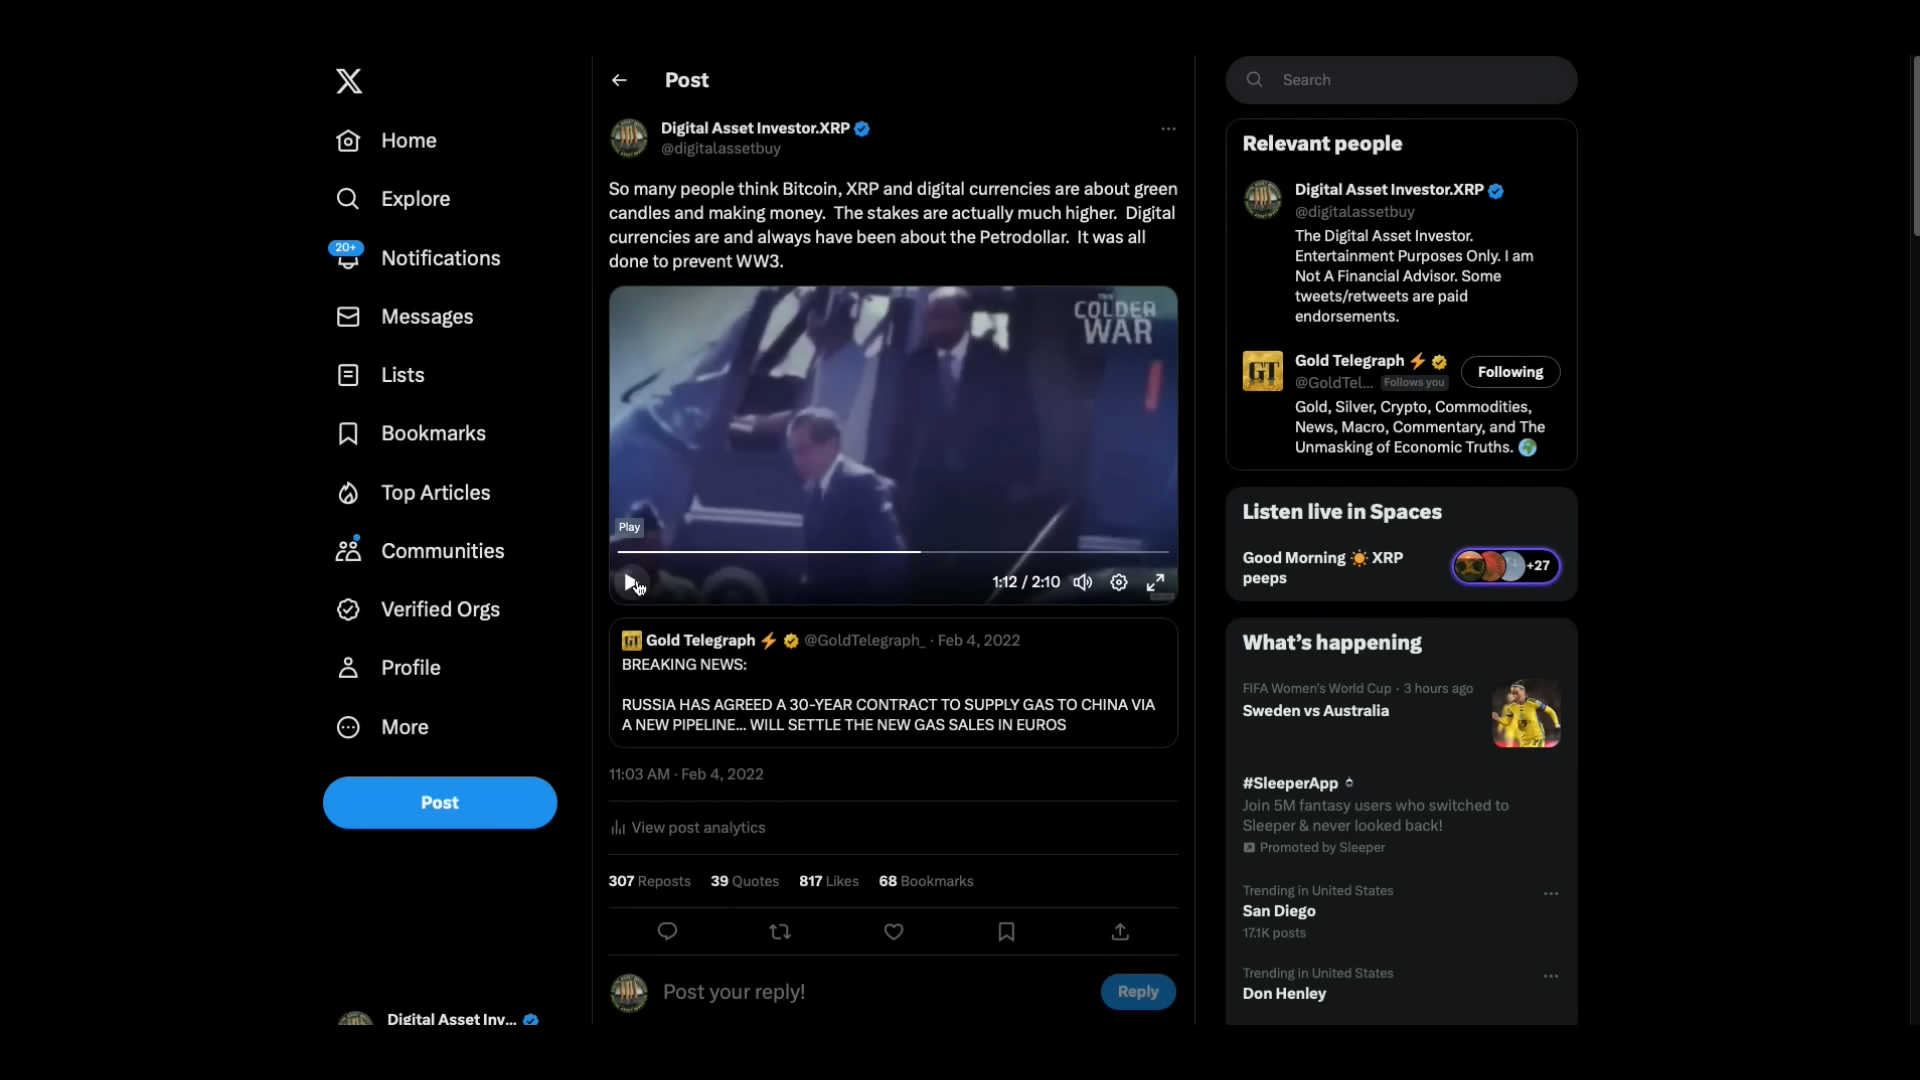 X
Home
Explore
20+
Notifications
Messages
Lists
Bookmarks
Top Articles
Communities
Verified Orgs
Profile
More
Post
Digital Asset Inv...
Post
Digital Asset Investor.XRP
@digitalassetbuy
So many people think Bitcoin, XRP and digital currencies are about green
candles and making money.  The stakes are actually much higher.  Digital
currencies are and always have been about the Petrodollar.  It was all
done to prevent WW3.
THE
COLDER
WAR
Play
1:12 / 2:10
GT Gold Telegraph ⚡ @GoldTelegraph_ · Feb 4, 2022
BREAKING NEWS:
RUSSIA HAS AGREED A 30-YEAR CONTRACT TO SUPPLY GAS TO CHINA VIA
A NEW PIPELINE... WILL SETTLE THE NEW GAS SALES IN EUROS
11:03 AM · Feb 4, 2022
View post analytics
307 Reposts 39 Quotes 817 Likes 68 Bookmarks
Post your reply!
Reply
Search
Relevant people
Digital Asset Investor.XRP
@digitalassetbuy
The Digital Asset Investor.
Entertainment Purposes Only. I am
Not A Financial Advisor. Some
tweets/retweets are paid
endorsements.
GT
Gold Telegraph ⚡
@GoldTel... Follows you
Following
Gold, Silver, Crypto, Commodities,
News, Macro, Commentary, and The
Unmasking of Economic Truths. 🌍
Listen live in Spaces
Good Morning ☀️ XRP
peeps
+27
What’s happening
FIFA Women's World Cup · 3 hours ago
Sweden vs Australia
#SleeperApp
Join 5M fantasy users who switched to
Sleeper & never looked back!
Promoted by Sleeper
Trending in United States
San Diego
17.1K posts
Trending in United States
Don Henley